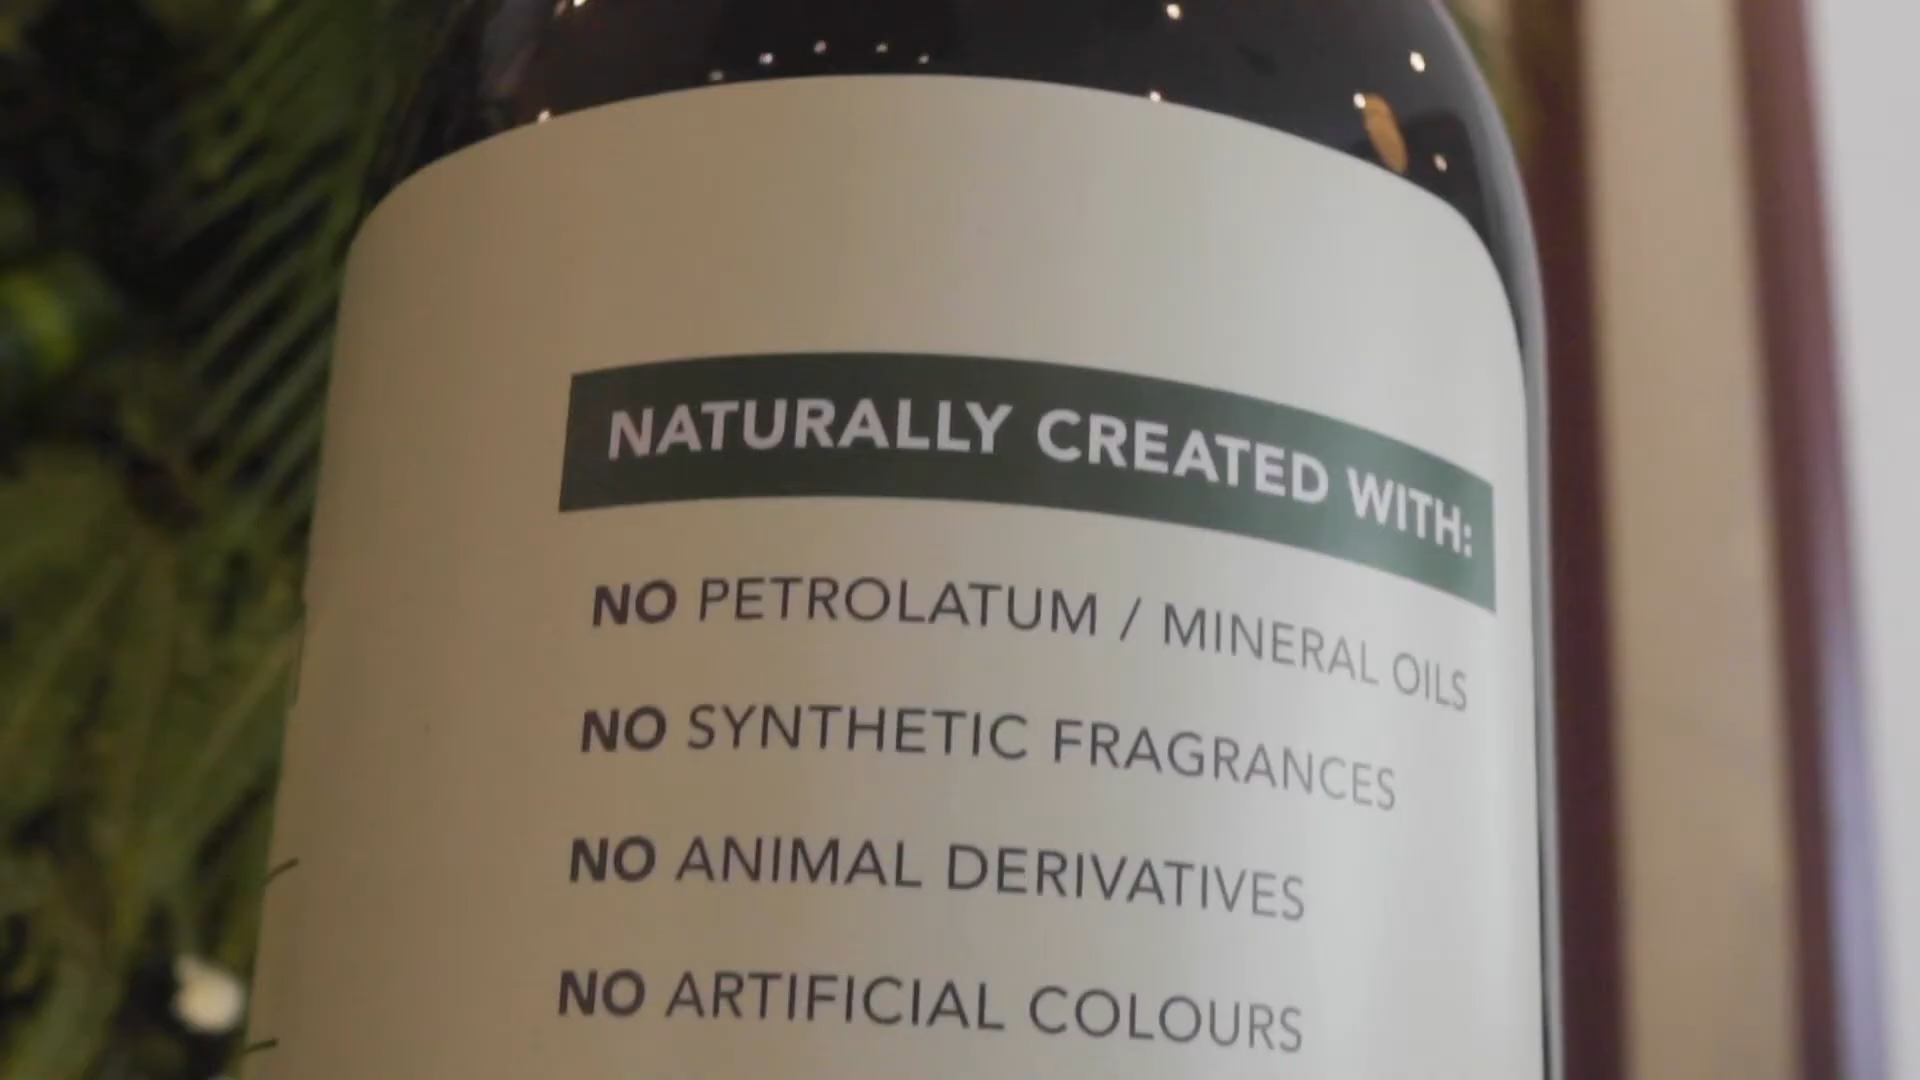 NATURALLY CREATED WITH:
NO PETROLATUM / MINERAL OILS
NO SYNTHETIC FRAGRANCES
NO ANIMAL DERIVATIVES
NO ARTIFICIAL COLOURS